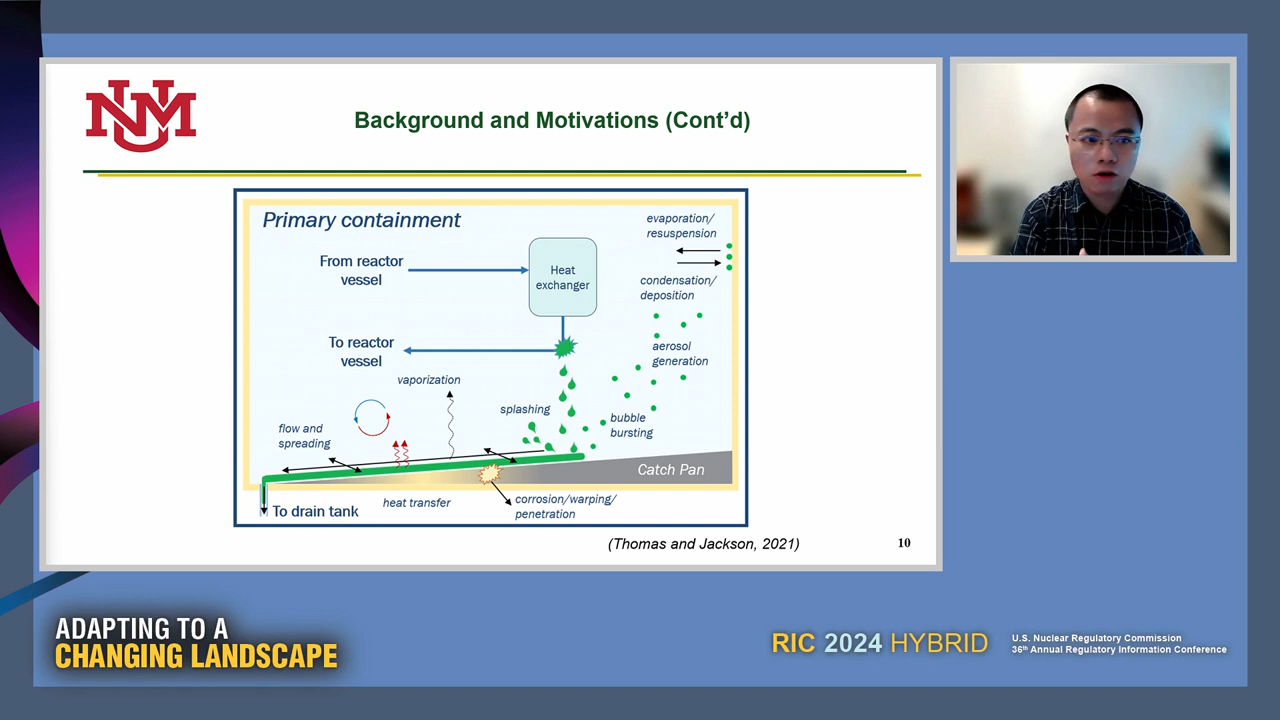 UNM
Background and Motivations (Cont'd)
Primary containment
From reactor
vessel
Heat
exchanger
evaporation/
resuspension
condensation/
deposition
To reactor
vessel
aerosol
generation
vaporization
splashing
bubble
bursting
flow and
spreading
Catch Pan
heat transfer
corrosion/warping/
penetration
To drain tank
(Thomas and Jackson, 2021)
10
ADAPTING TO A
CHANGING LANDSCAPE
RIC 2024 HYBRID
U.S. Nuclear Regulatory Commission
36th Annual Regulatory Information Conference